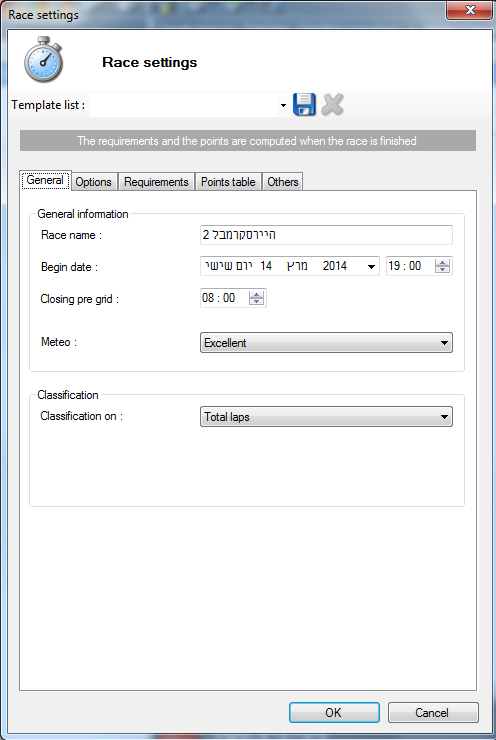 Race settings
Race settings
Template list :
The requirements and the points are computed when the race is finished
General Options Requirements Points table Others
General information
Race name : היירסקרמבל 2
Begin date : יום שישי 14 מרץ 2014 19 : 00
Closing pre grid : 08 : 00
Meteo : Excellent
Classification
Classification on : Total laps
OK Cancel